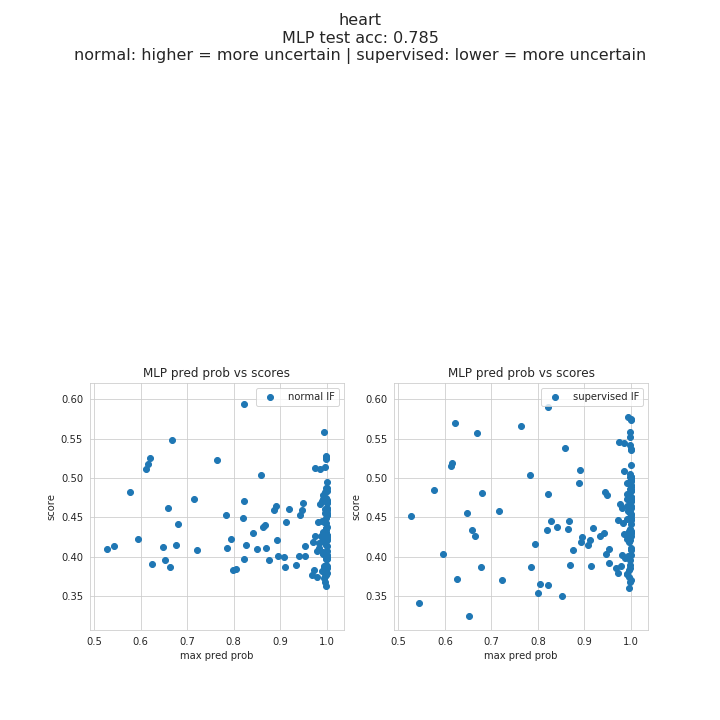 heart
MLP test acc: 0.785
normal: higher = more uncertain | supervised: lower = more uncertain
MLP pred prob vs scores
normal IF
score
0.60
0.55
0.50
0.45
0.40
0.35
0.5 0.6 0.7 0.8 0.9 1.0
max pred prob
MLP pred prob vs scores
supervised IF
score
0.60
0.55
0.50
0.45
0.40
0.35
0.5 0.6 0.7 0.8 0.9 1.0
max pred prob